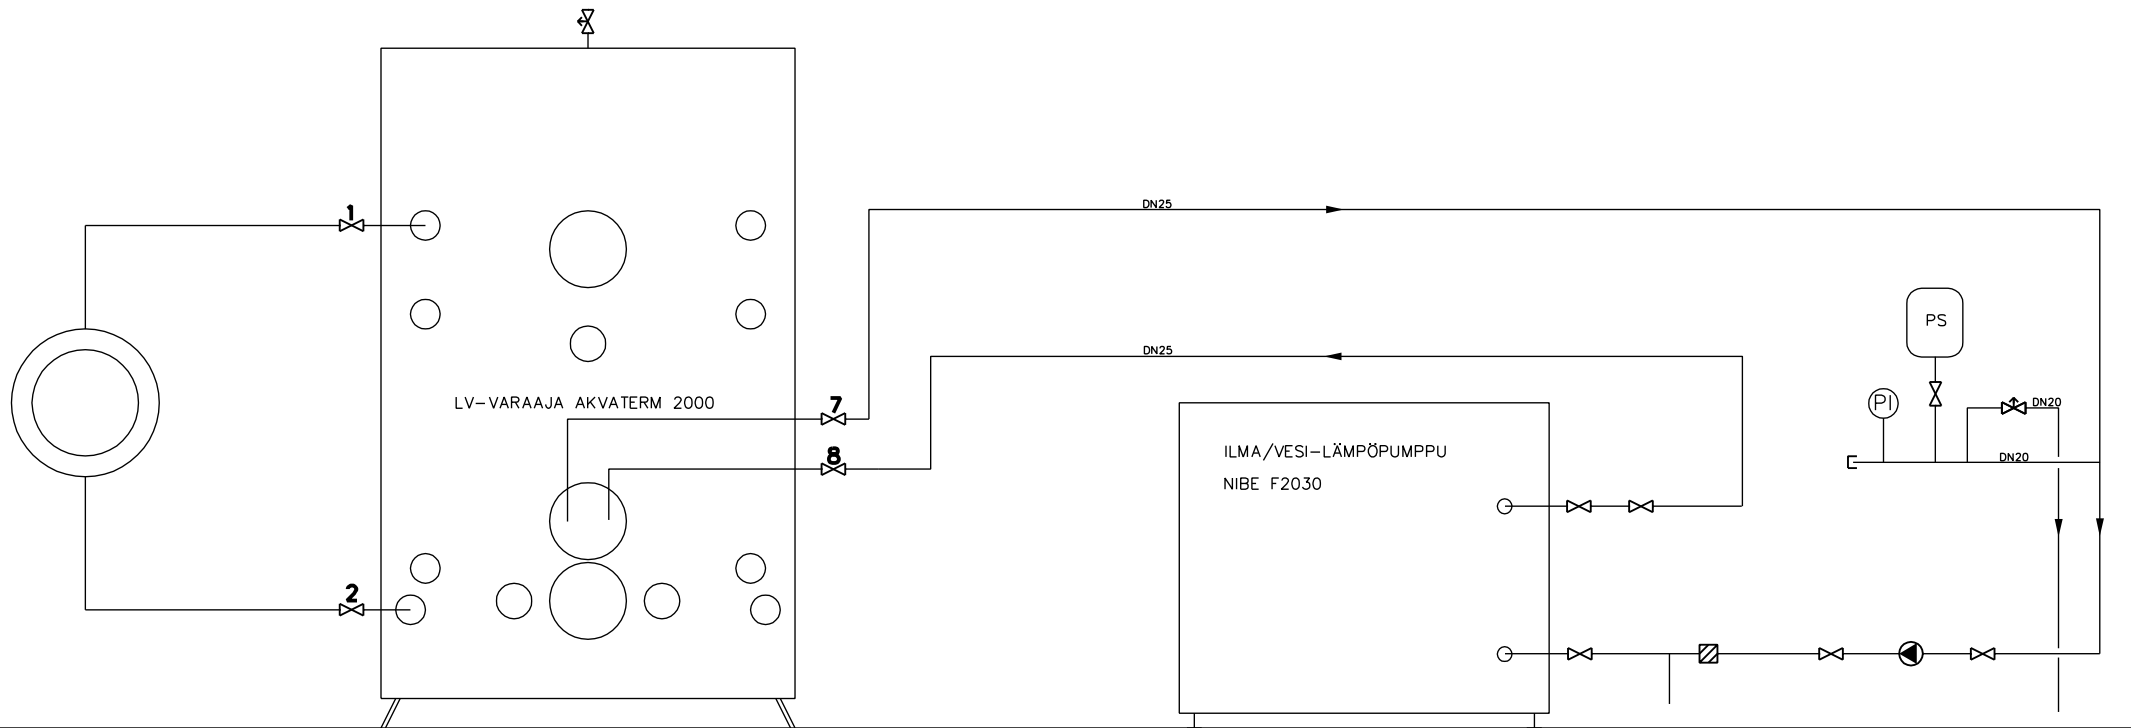 1
DN25
PS
DN25
LV-VARAAJA AKVATERM 2000
7
PI
DN20
ILMA/VESI-LÄMPÖPUMPPU
8
DN20
NIBE F2030
2